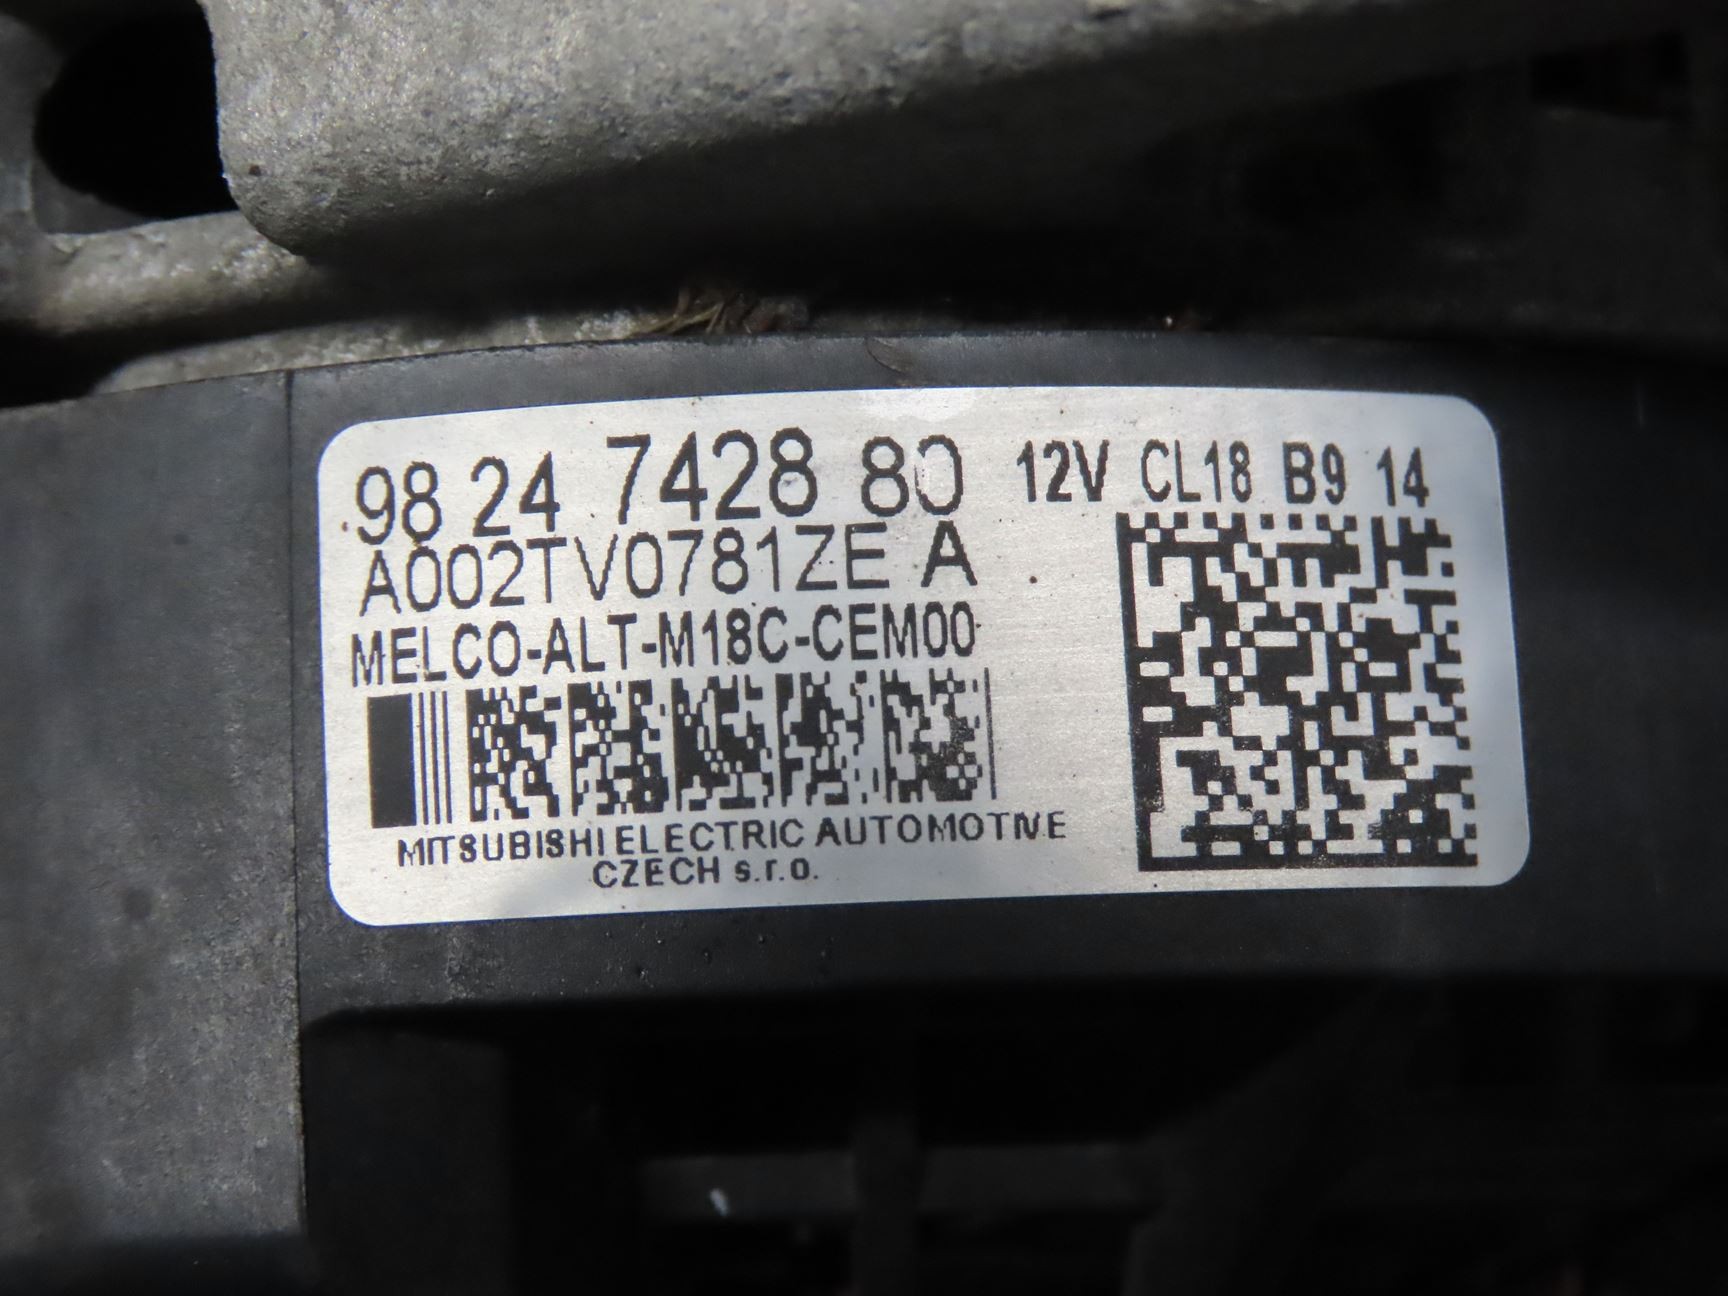 98 24 7428 80 12V CL18 B9 14
A002TV0781ZE A
MELCO-ALT-M18C-CEM00
MITSUBISHI ELECTRIC AUTOMOTIVE
CZECH s.r.o.